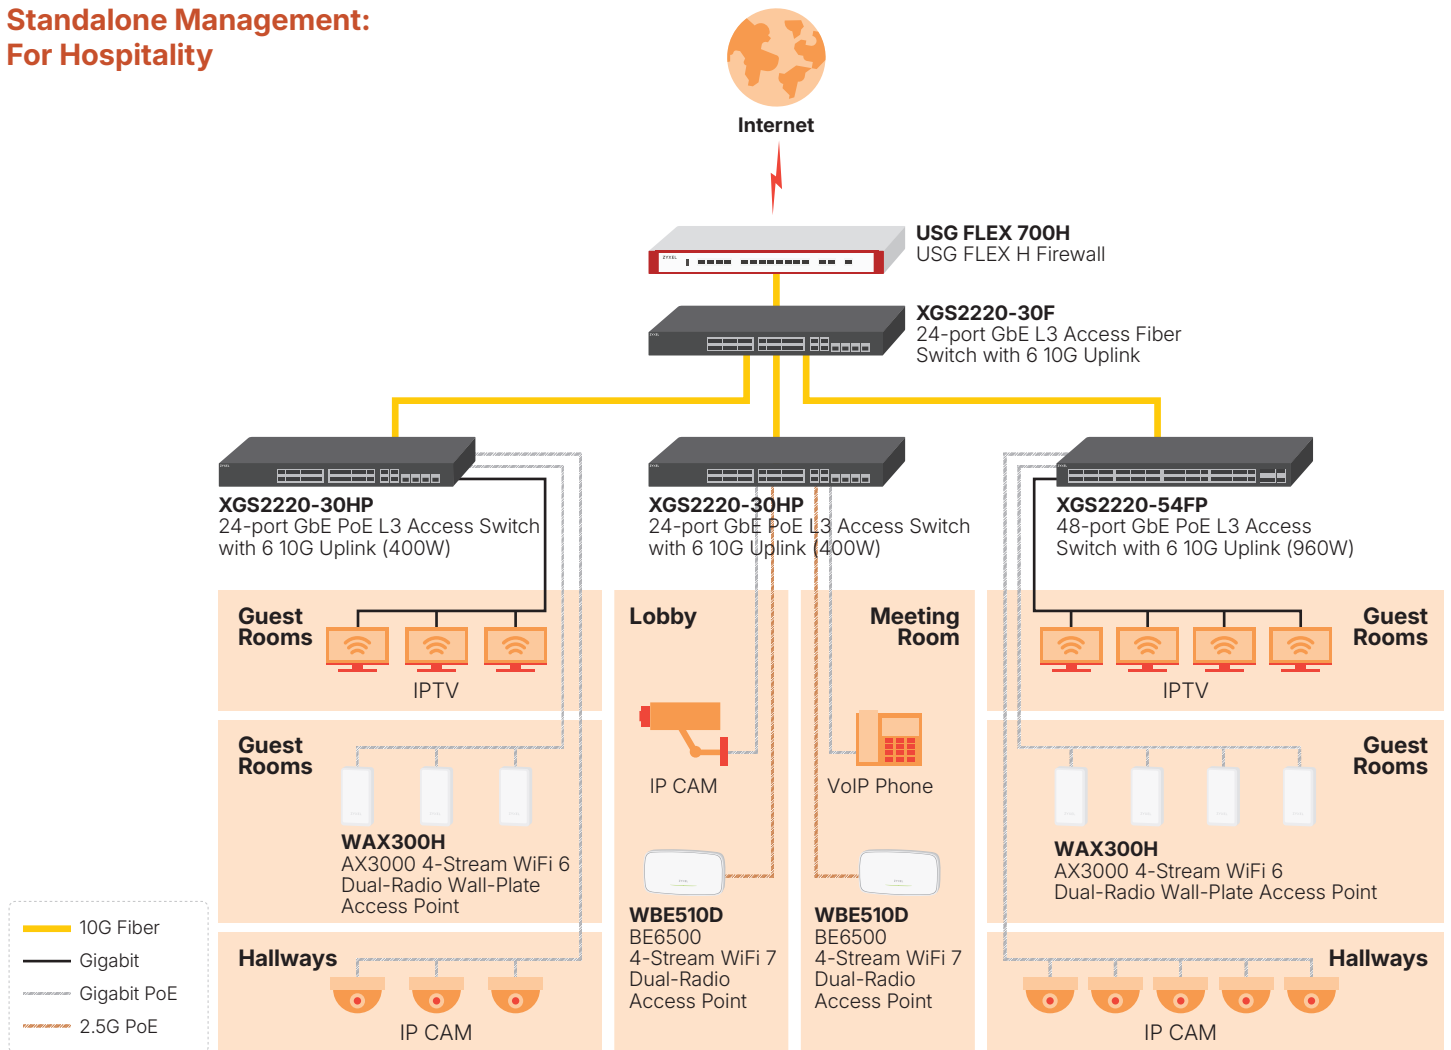 Standalone Management:
For Hospitality
Internet
USG FLEX 700H
USG FLEX H Firewall
ZYXEL
XGS2220-30F
24-port GbE L3 Access Fiber
Switch with 6 10G Uplink
XGS2220-30HP
24-port GbE PoE L3 Access Switch
with 6 10G Uplink (400W)
XGS2220-30HP
24-port GbE PoE L3 Access Switch
with 6 10G Uplink (400W)
XGS2220-54FP
48-port GbE PoE L3 Access
Switch with 6 10G Uplink (960W)
Guest
Rooms
IPTV
Guest
Rooms
WAX300H
AX3000 4-Stream WiFi 6
Dual-Radio Wall-Plate
Access Point
Hallways
IP CAM
Lobby
IP CAM
WBE510D
BE6500
4-Stream WiFi 7
Dual-Radio
Access Point
Meeting
Room
VoIP Phone
WBE510D
BE6500
4-Stream WiFi 7
Dual-Radio
Access Point
Guest
Rooms
IPTV
Guest
Rooms
WAX300H
AX3000 4-Stream WiFi 6
Dual-Radio Wall-Plate Access Point
Hallways
IP CAM
10G Fiber
Gigabit
Gigabit PoE
2.5G PoE